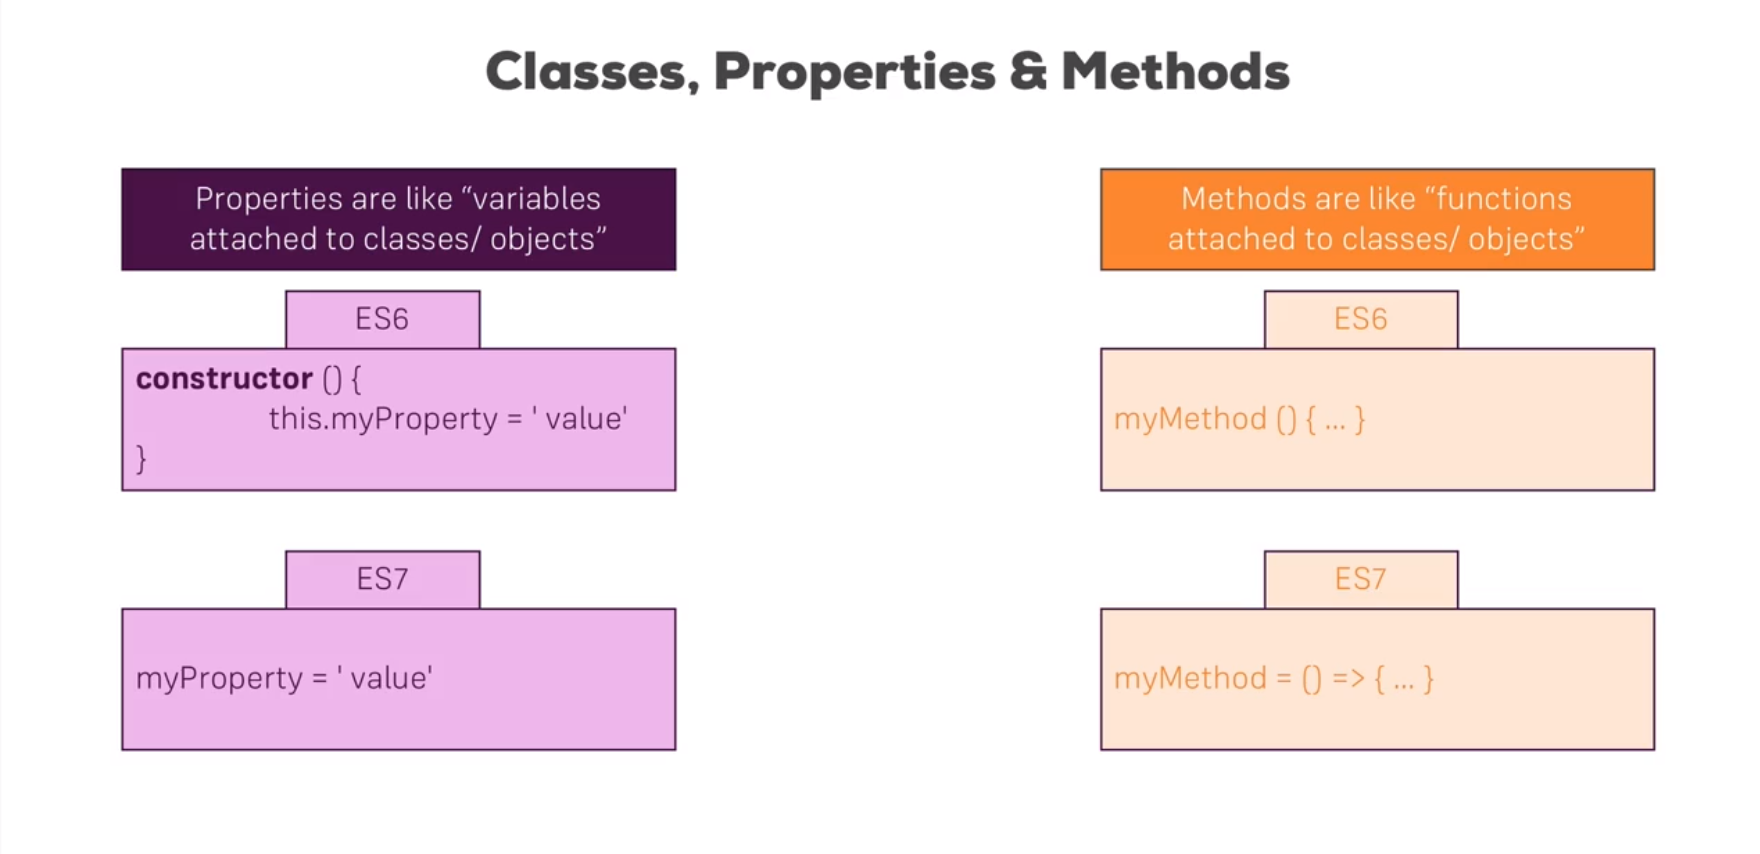 Classes, Properties & Methods
Properties are like “variables
attached to classes/ objects”
ES6
constructor () {
this.myProperty = ' value'
}
ES7
myProperty = ' value'
Methods are like “functions
attached to classes/ objects”
ES6
myMethod () { ... }
ES7
myMethod = () => { ... }